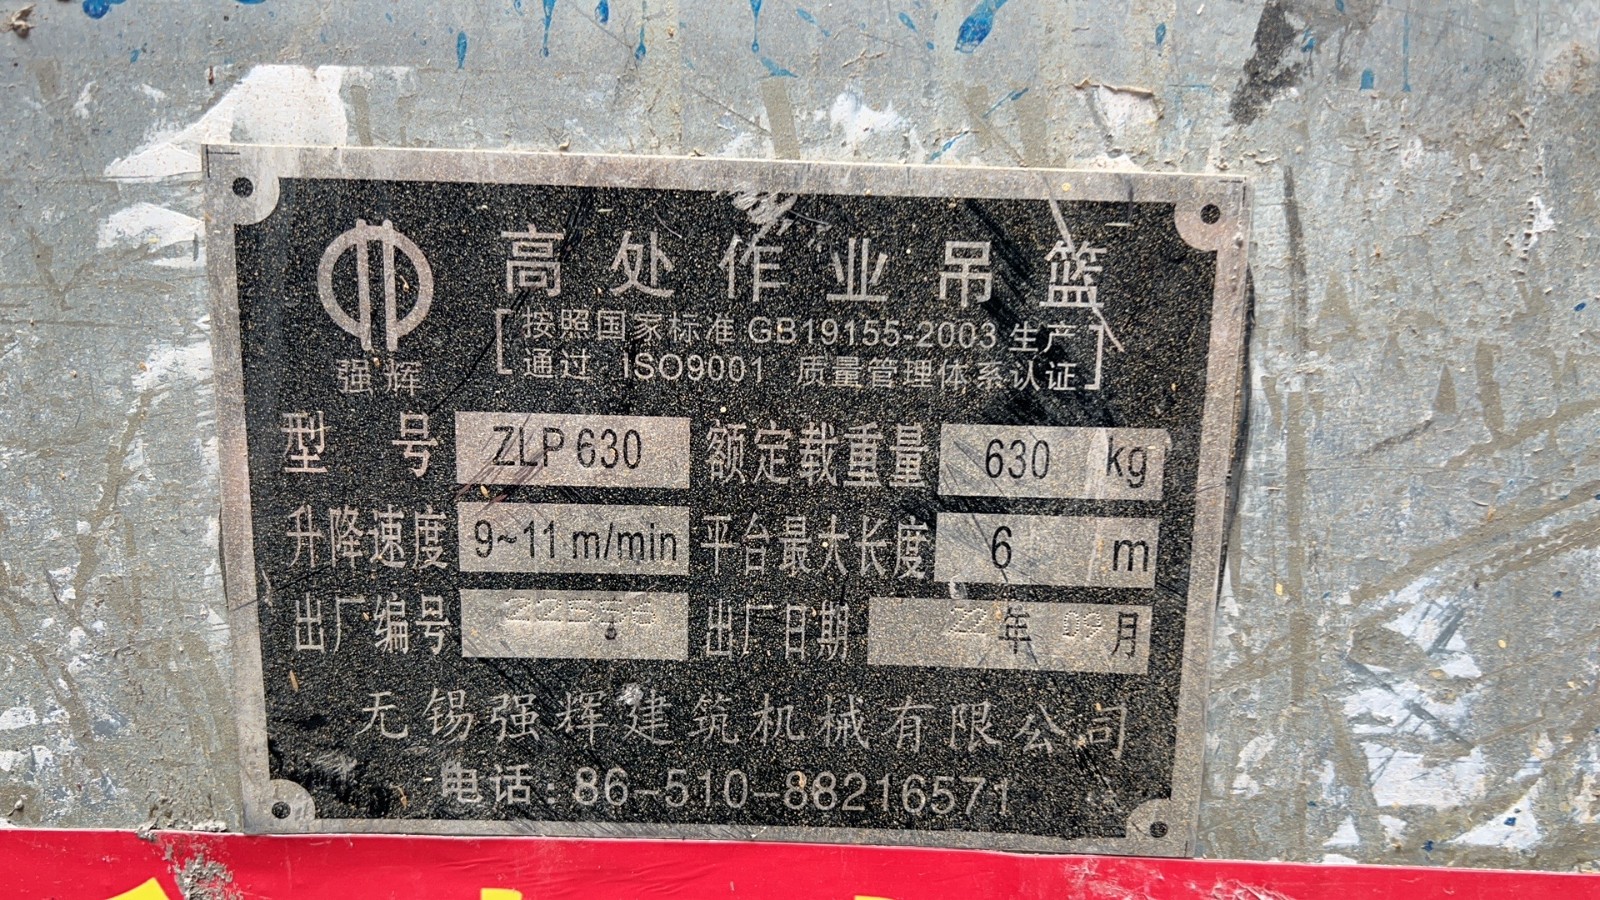 高处作业吊篮
按照国家标准 GB19155-2003 生产
通过 ISO9001 质量管理体系认证
强辉
型号 ZLP 630 额定载重量 630 kg
升降速度 9~11 m/min 平台最大长度 6 m
出厂编号 出厂日期 22 年 09 月
无锡强辉建筑机械有限公司
电话:86-510-88216571